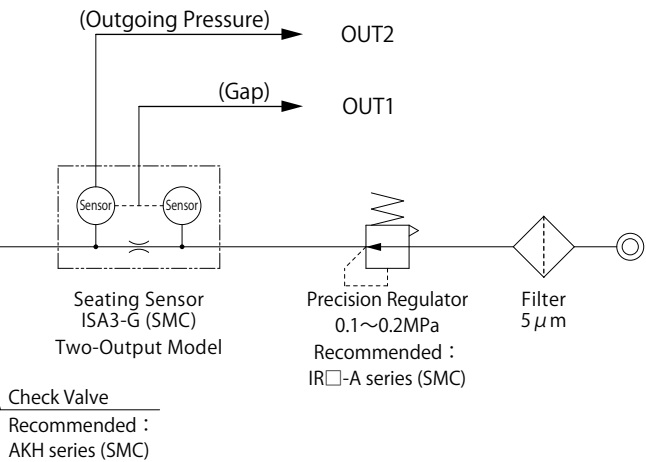 (Outgoing Pressure)
OUT2
(Gap)
OUT1
Sensor
Sensor
Seating Sensor
ISA3-G (SMC)
Two-Output Model
Precision Regulator
0.1～0.2MPa
Recommended：
IR□-A series (SMC)
Filter
5μm
Check Valve
Recommended：
AKH series (SMC)